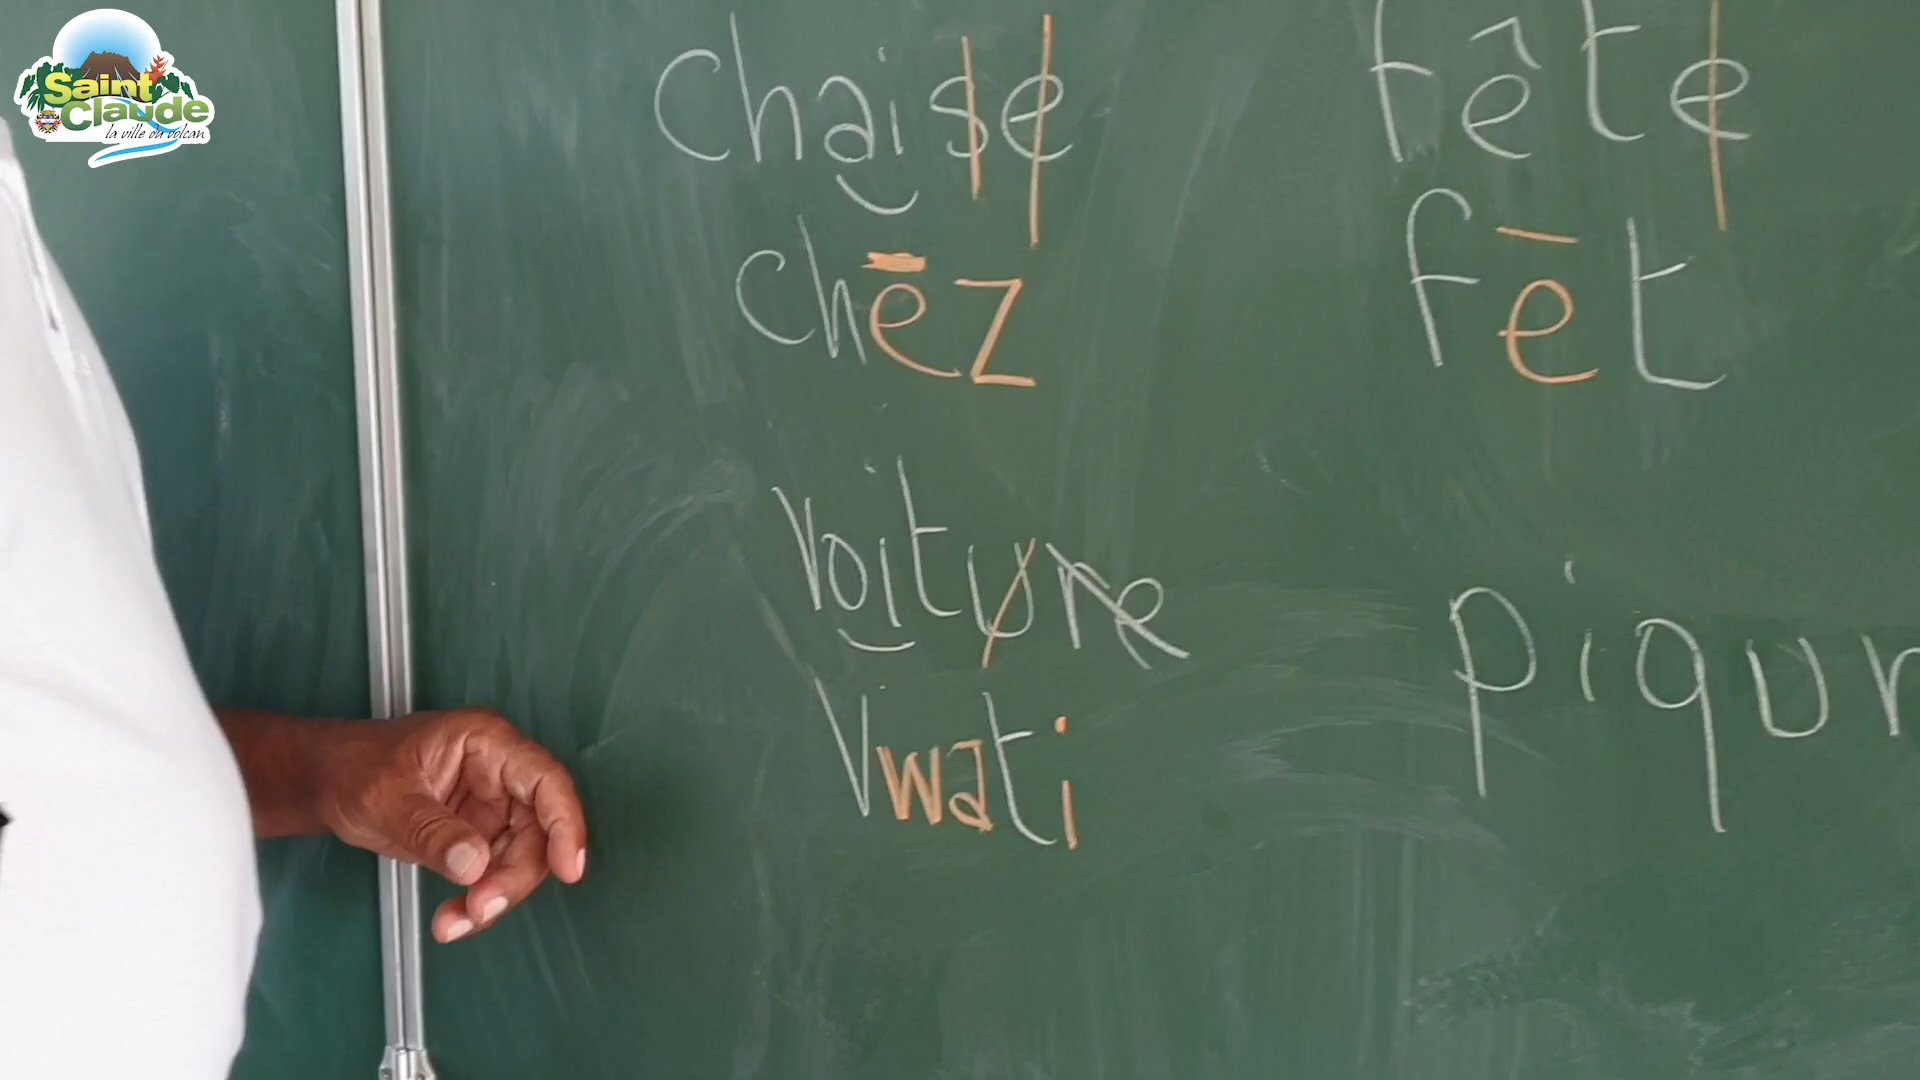 Saint
Claude
la ville du volcan
chaise
chēz
fête
fēt
voiture
vwati
piqur